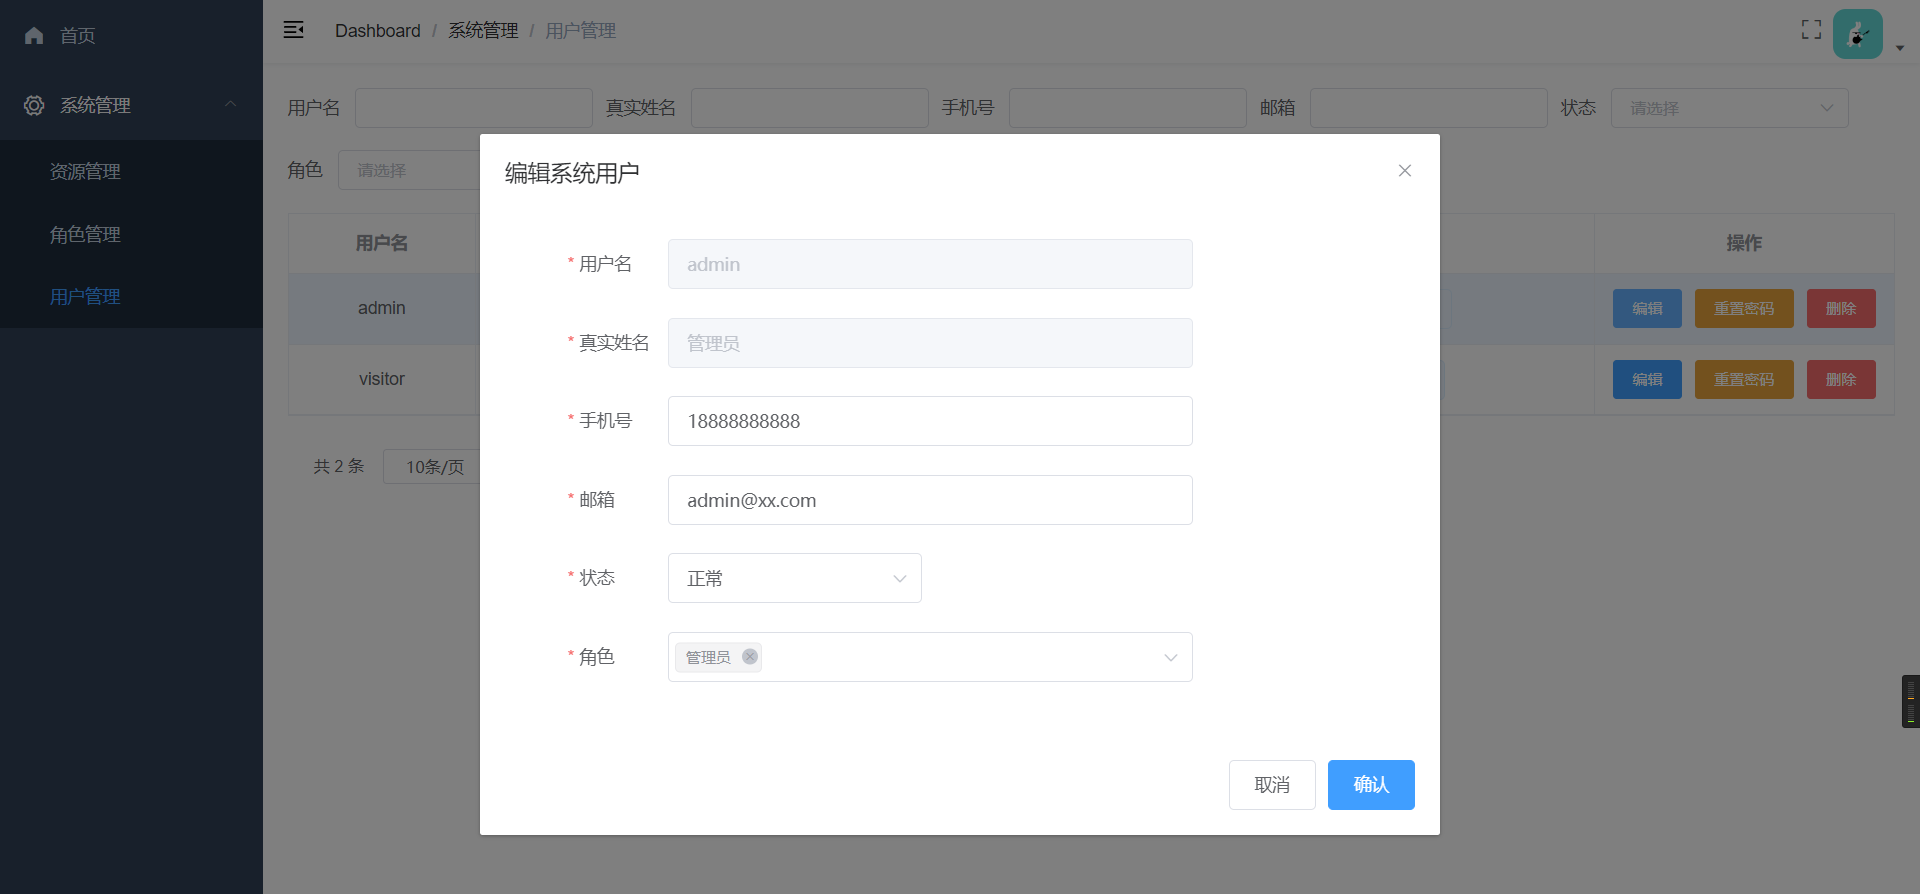 首页
系统管理
资源管理
角色管理
用户管理
Dashboard / 系统管理 / 用户管理
用户名 真实姓名 手机号 邮箱 状态 请选择
角色 请选择
用户名 操作
admin 编辑 重置密码 删除
visitor 编辑 重置密码 删除
共 2 条 10条/页
编辑系统用户
* 用户名 admin
* 真实姓名 管理员
* 手机号 18888888888
* 邮箱 admin@xx.com
* 状态 正常
* 角色 管理员
取消 确认